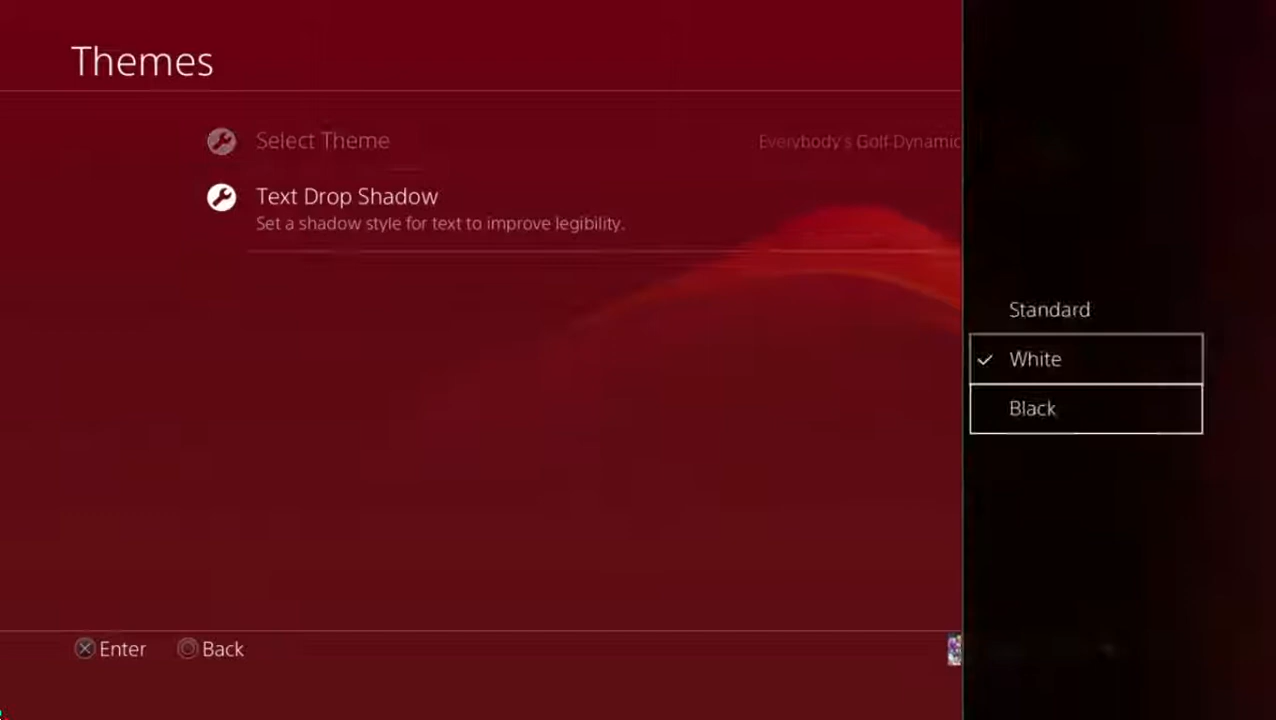 Themes
Select Theme
Everybody's Golf-Dynamic
Text Drop Shadow
Set a shadow style for text to improve legibility.
Standard
White
Black
Enter
Back